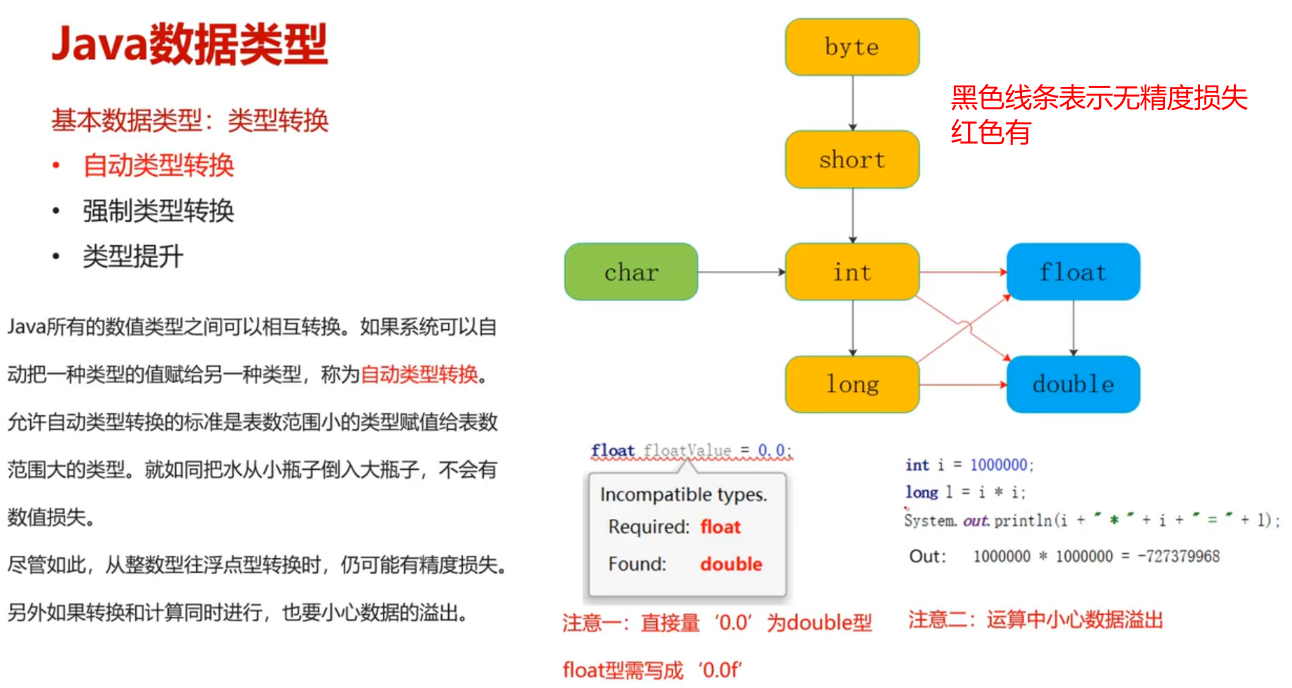 Java数据类型
基本数据类型：类型转换
• 自动类型转换
• 强制类型转换
• 类型提升
Java所有的数值类型之间可以相互转换。如果系统可以自
动把一种类型的值赋给另一种类型，称为自动类型转换。
允许自动类型转换的标准是表数范围小的类型赋值给表数
范围大的类型。就如同把水从小瓶子倒入大瓶子，不会有
数值损失。
尽管如此，从整数型往浮点型转换时，仍可能有精度损失。
另外如果转换和计算同时进行，也要小心数据的溢出。
byte
黑色线条表示无精度损失
红色有
short
char
int
float
long
double
float floatValue = 0.0;
Incompatible types.
Required: float
Found: double
注意一：直接量‘0.0’为double型
float型需写成‘0.0f’
int i = 1000000;
long l = i * i;
System.out.println(i + " * " + i + " = " + l);
Out: 1000000 * 1000000 = -727379968
注意二：运算中小心数据溢出